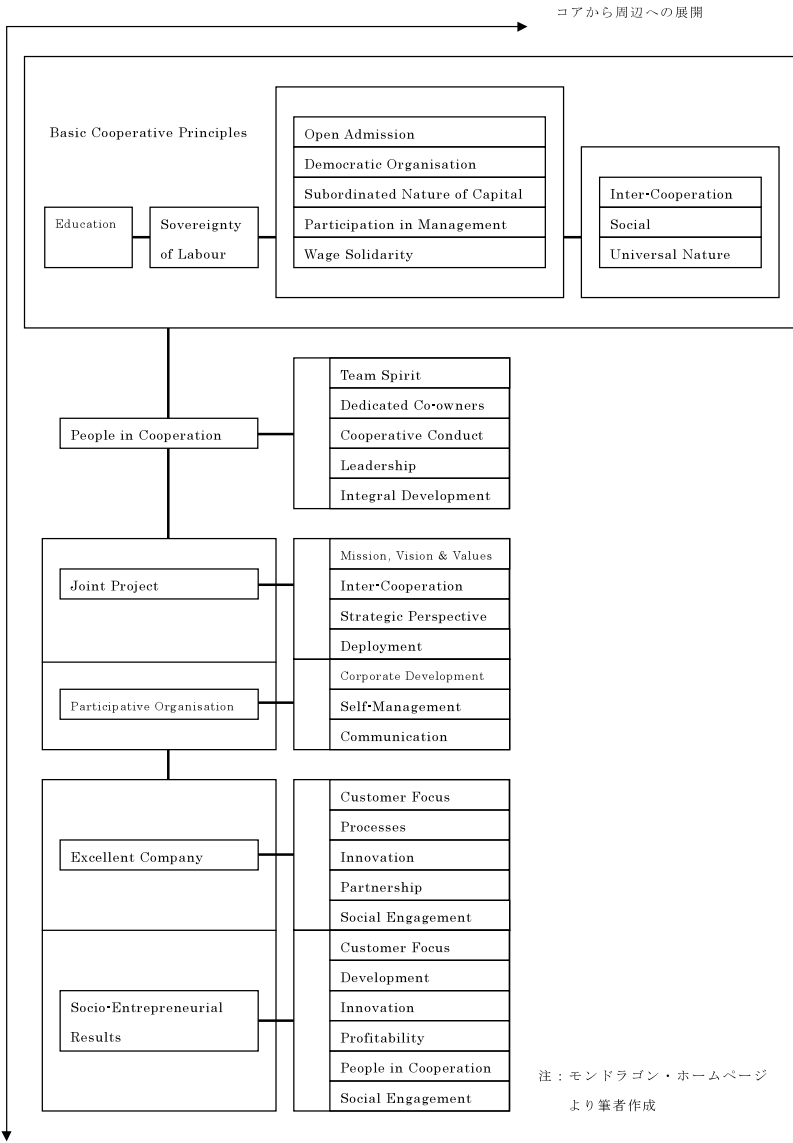 コアから周辺への展開
Basic Cooperative Principles
Education
Sovereignty
of Labour
Open Admission
Democratic Organisation
Subordinated Nature of Capital
Participation in Management
Wage Solidarity
Inter-Cooperation
Social
Universal Nature
People in Cooperation
Team Spirit
Dedicated Co-owners
Cooperative Conduct
Leadership
Integral Development
Joint Project
Mission, Vision & Values
Inter-Cooperation
Strategic Perspective
Deployment
Participative Organisation
Corporate Development
Self-Management
Communication
Excellent Company
Customer Focus
Processes
Innovation
Partnership
Social Engagement
Socio-Entrepreneurial
Results
Customer Focus
Development
Innovation
Profitability
People in Cooperation
Social Engagement
注：モンドラゴン・ホームページ
より筆者作成